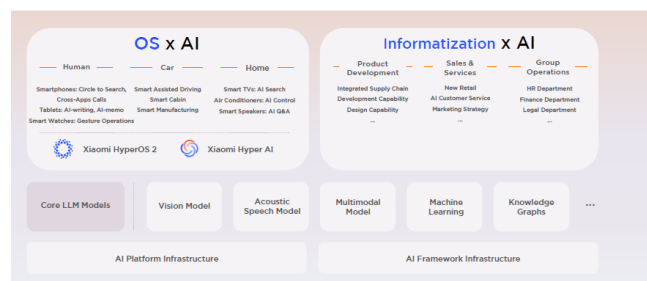 OS x AI
Human
Car
Home
Smartphones: Circle to Search,
Cross-Apps Calls
Tablets: AI-writing, AI-memo
Smart Watches: Gesture Operations
Smart Assisted Driving
Smart Cabin
Smart Manufacturing
Smart TVs: AI Search
Air Conditioners: AI Control
Smart Speakers: AI Q&A
Xiaomi HyperOS 2
Xiaomi Hyper AI
Informatization x AI
Product
Development
Sales &
Services
Group
Operations
Integrated Supply Chain
Development Capability
Design Capability
...
New Retail
AI Customer Service
Marketing Strategy
...
HR Department
Finance Department
Legal Department
...
Core LLM Models
Vision Model
Acoustic
Speech Model
Multimodal
Model
Machine
Learning
Knowledge
Graphs
...
AI Platform Infrastructure
AI Framework Infrastructure